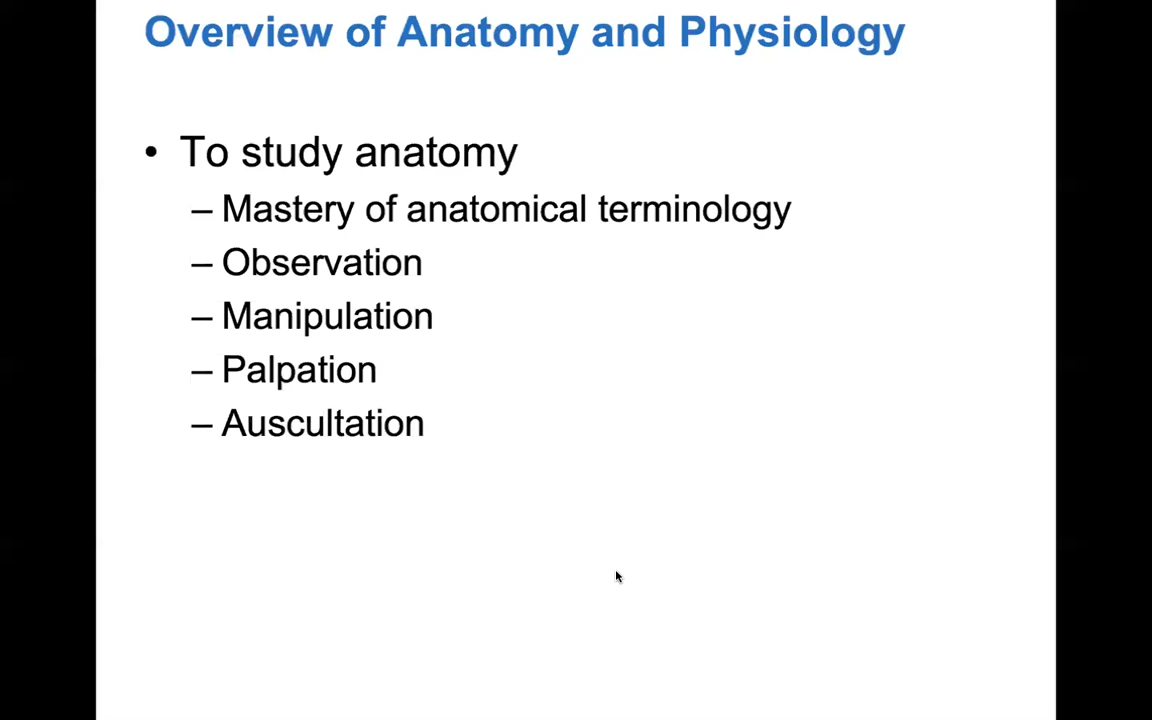 Overview of Anatomy and Physiology
• To study anatomy
– Mastery of anatomical terminology
– Observation
– Manipulation
– Palpation
– Auscultation